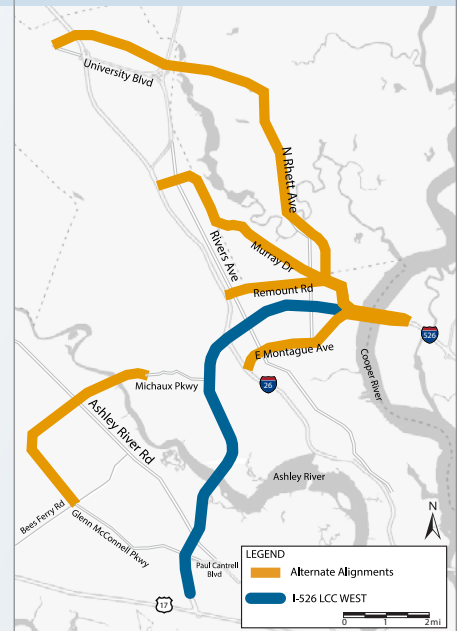 University Blvd
N Rhett Ave
Rivers Ave
Murray Dr
Remount Rd
526
E Montague Ave
Cooper River
26
Michaux Pkwy
Ashley River Rd
Ashley River
Bees Ferry Rd
Glenn McConnell Pkwy
N
Paul Cantrell
Blvd
17
LEGEND
Alternate Alignments
I-526 LCC WEST
0 1 2mi